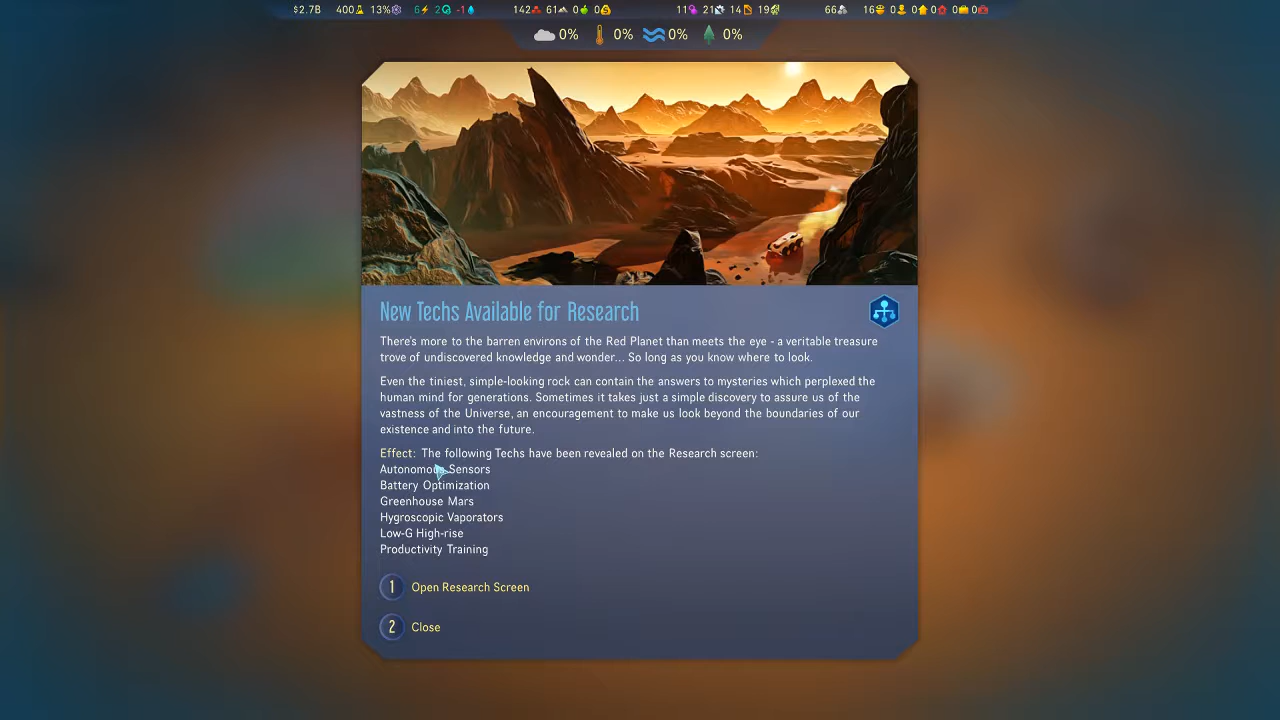 $2.7B 400 13% 6 2 -1 142 61 0 0 11 21 14 19 66 16 0 0 0 0 0
0% 0% 0% 0%
New Techs Available for Research
There's more to the barren environs of the Red Planet than meets the eye - a veritable treasure
trove of undiscovered knowledge and wonder... So long as you know where to look.
Even the tiniest, simple-looking rock can contain the answers to mysteries which perplexed the
human mind for generations. Sometimes it takes just a simple discovery to assure us of the
vastness of the Universe, an encouragement to make us look beyond the boundaries of our
existence and into the future.
Effect: The following Techs have been revealed on the Research screen:
Autonomous Sensors
Battery Optimization
Greenhouse Mars
Hygroscopic Vaporators
Low-G High-rise
Productivity Training
1 Open Research Screen
2 Close